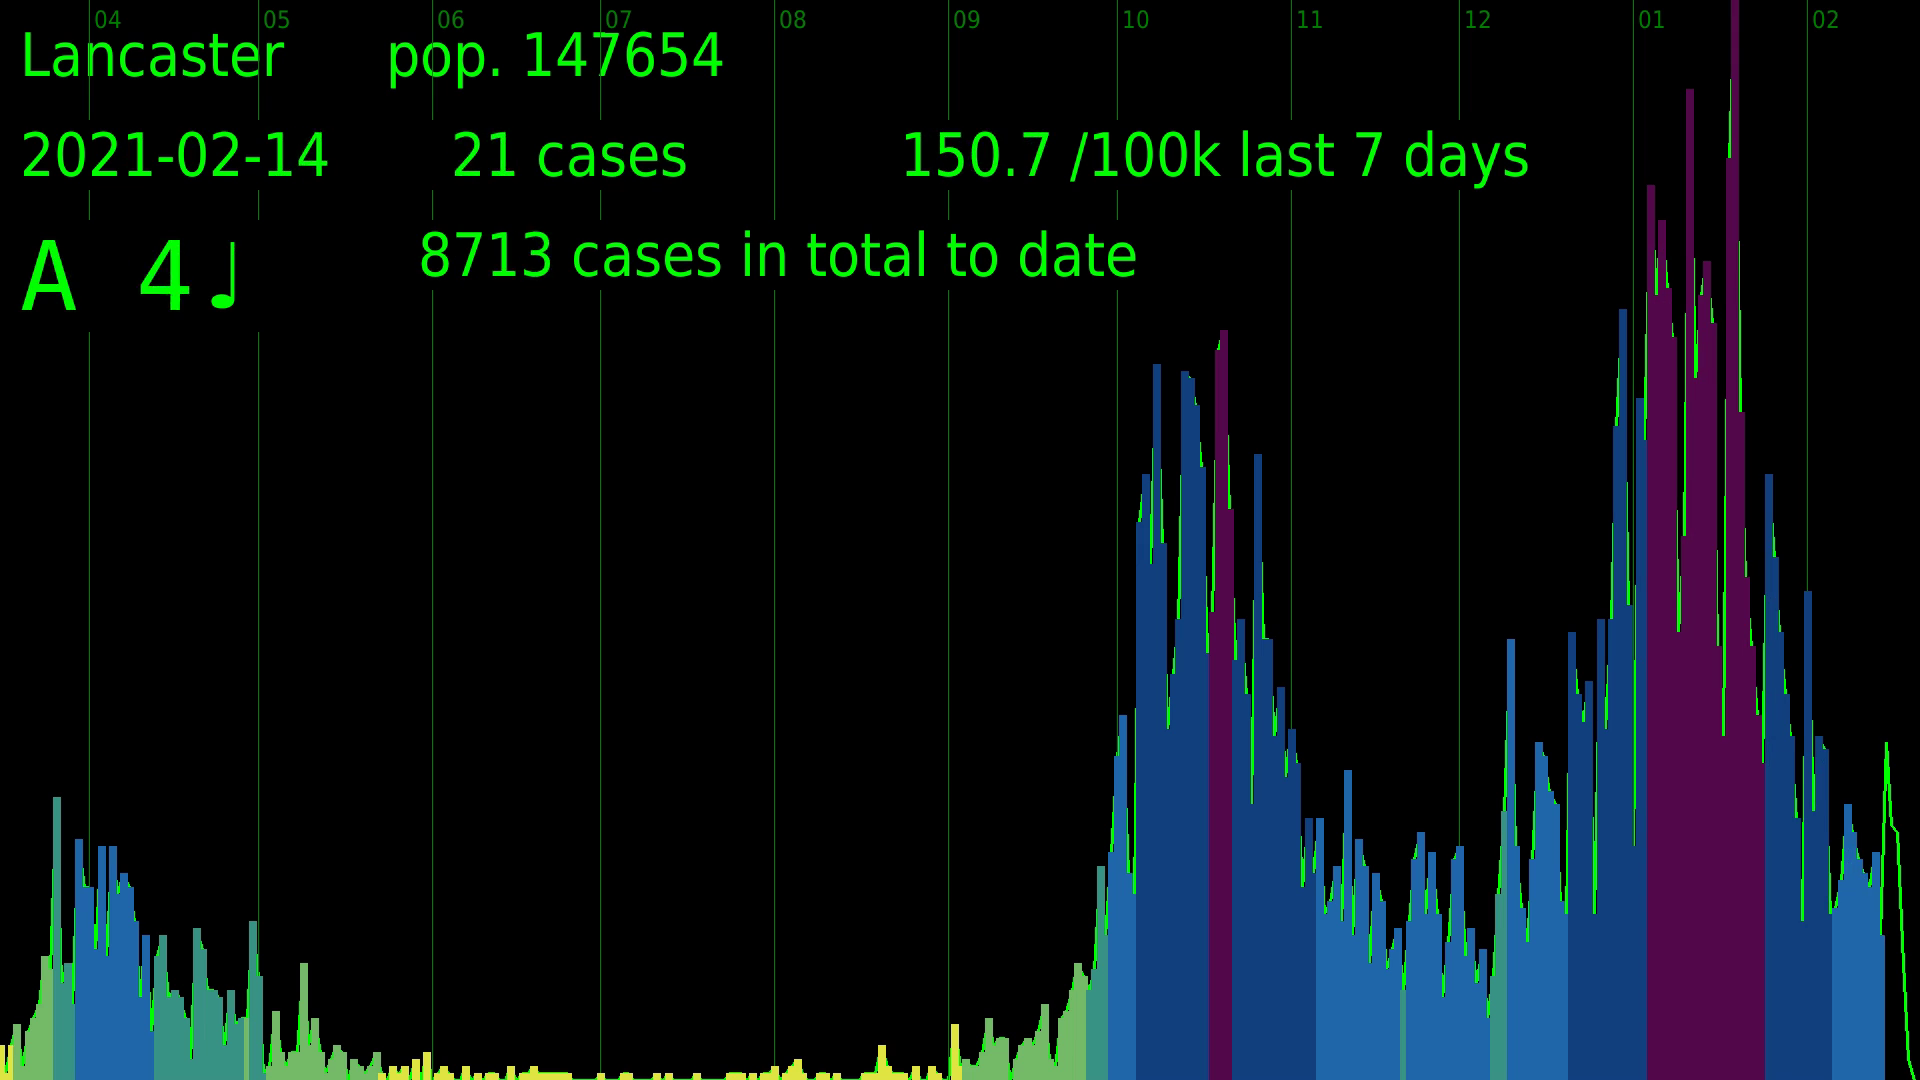 04 05 06 07 08 09 10 11 12 01 02
Lancaster pop. 147654
2021-02-14 21 cases 150.7 /100k last 7 days
A 4♩ 8713 cases in total to date